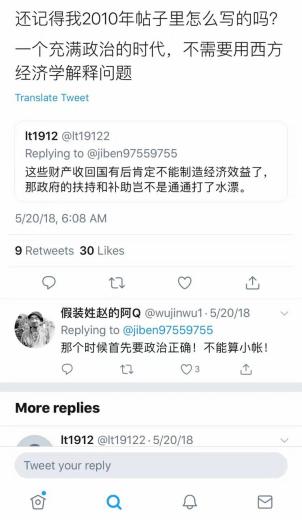 还记得我2010年帖子里怎么写的吗？
一个充满政治的时代，不需要用西方
经济学解释问题
Translate Tweet
lt1912 @lt19122
Replying to @jiben97559755
这些财产收回国有后肯定不能制造经济效益了，
那政府的扶持和补助岂不是通通打了水漂。
5/20/18, 6:08 AM
9 Retweets 30 Likes
假装姓赵的阿Q @wujinwu1 · 5/20/18
Replying to @jiben97559755
那个时候首先要政治正确！不能算小帐！
3
More replies
lt1912 @lt19122 · 5/20/18
Tweet your reply